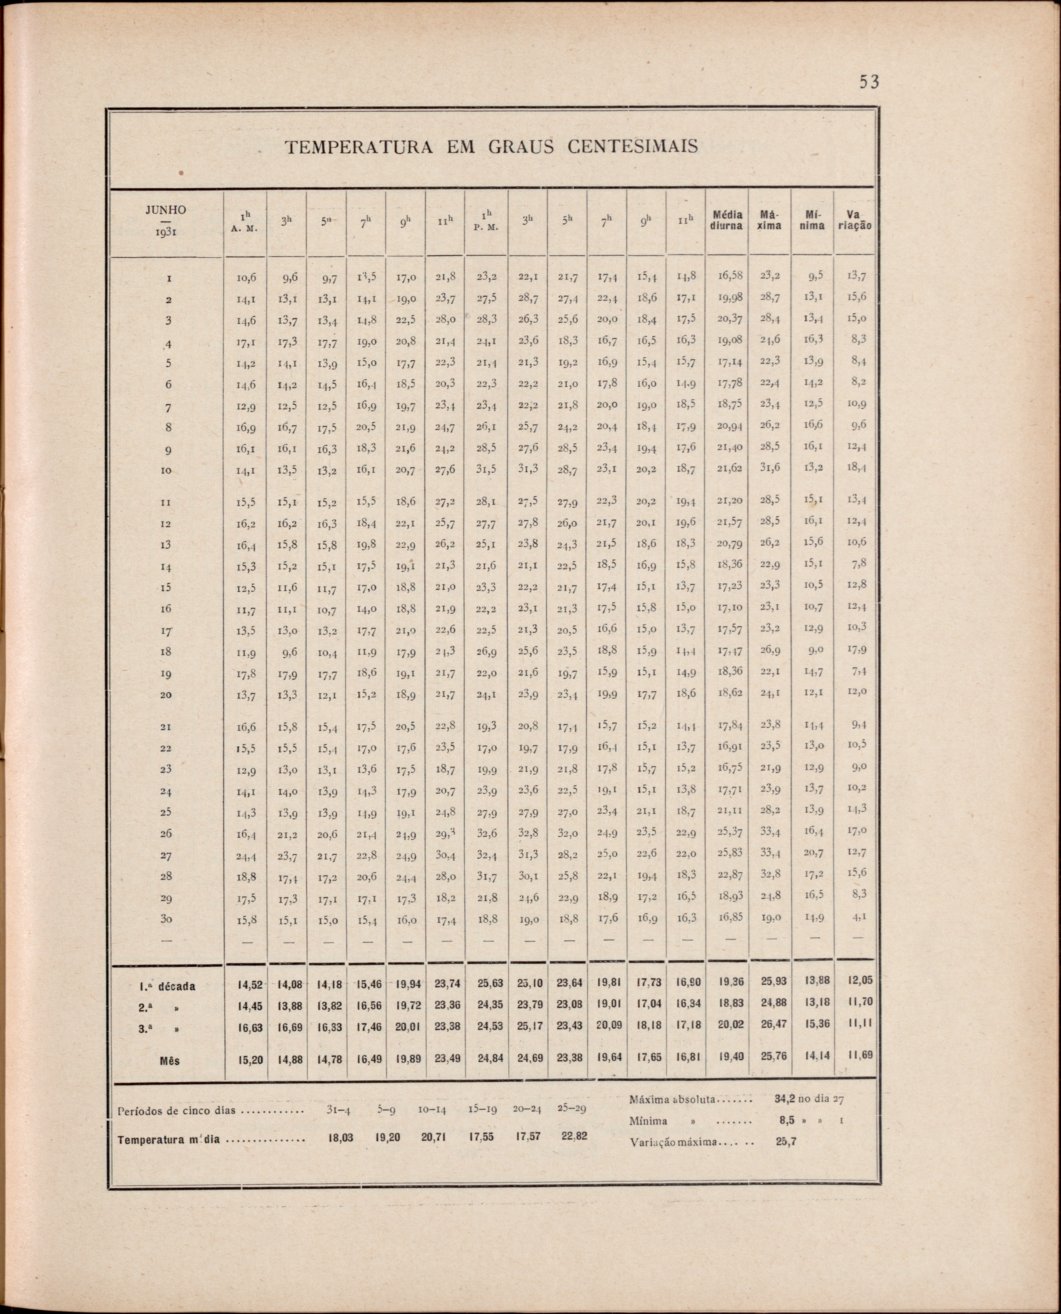 53
TEMPERATURA EM GRAUS CENTESIMAIS
JUNHO — 1931 1h A. M. 3h 5h 7h 9h 11h 1h P. M. 3h 5h 7h 9h 11h Média diurna Má-xima Mí-nima Va riação
1 10,6 9,6 9,7 13,5 17,0 21,8 23,2 22,1 21,7 17,4 15,4 14,8 16,58 23,2 9,5 13,7
2 14,1 13,1 13,1 14,1 19,0 23,7 27,5 28,7 27,4 22,4 18,6 17,1 19,98 28,7 13,1 15,6
3 14,6 13,7 13,4 14,8 22,5 28,0 28,3 26,3 25,6 20,0 18,4 17,5 20,37 28,4 13,4 15,0
4 17,1 17,3 17,7 19,0 20,8 21,4 24,1 23,6 18,3 16,7 16,5 16,3 19,08 24,6 16,3 8,3
5 14,2 14,1 13,9 15,0 17,7 22,3 21,4 21,3 19,2 16,9 15,4 15,7 17,14 22,3 13,9 8,4
6 14,6 14,2 14,5 16,4 18,5 20,3 22,3 22,2 21,0 17,8 16,0 14,9 17,78 22,4 14,2 8,2
7 12,9 12,5 12,5 16,9 19,7 23,4 23,4 22,2 21,8 20,0 19,0 18,5 18,75 23,4 12,5 10,9
8 16,9 16,7 17,5 20,5 21,9 24,7 26,1 25,7 24,2 20,4 18,4 17,9 20,94 26,2 16,6 9,6
9 16,1 16,1 16,3 18,3 21,6 24,2 28,5 27,6 28,5 23,4 19,4 17,6 21,40 28,5 16,1 12,4
10 14,1 13,5 13,2 16,1 20,7 27,6 31,5 31,3 28,7 23,1 20,2 18,7 21,62 31,6 13,2 18,4
11 15,5 15,1 15,2 15,5 18,6 27,2 28,1 27,5 27,9 22,3 20,2 19,4 21,20 28,5 15,1 13,4
12 16,2 16,2 16,3 18,4 22,1 25,7 27,7 27,8 26,0 21,7 20,1 19,6 21,57 28,5 16,1 12,4
13 16,4 15,8 15,8 19,8 22,9 26,2 25,1 23,8 24,3 21,5 18,6 18,3 20,79 26,2 15,6 10,6
14 15,3 15,2 15,1 17,5 19,1 21,3 21,6 21,1 22,5 18,5 16,9 15,8 18,36 22,9 15,1 7,8
15 12,5 11,6 11,7 17,0 18,8 21,0 23,3 22,2 21,7 17,4 15,1 13,7 17,23 23,3 10,5 12,8
16 11,7 11,1 10,7 14,0 18,8 21,9 22,2 23,1 21,3 17,5 15,8 15,0 17,10 23,1 10,7 12,4
17 13,5 13,0 13,2 17,7 21,0 22,6 22,5 21,3 20,5 16,6 15,0 13,7 17,57 23,2 12,9 10,3
18 11,9 9,6 10,4 11,9 17,9 24,3 26,9 25,6 23,5 18,8 15,9 14,4 17,47 26,9 9,0 17,9
19 17,8 17,9 17,7 18,6 19,1 21,7 22,0 21,6 19,7 15,9 15,1 14,9 18,36 22,1 14,7 7,4
20 13,7 13,3 12,1 15,2 18,9 21,7 24,1 23,9 23,4 19,9 17,7 18,6 18,62 24,1 12,1 12,0
21 16,6 15,8 15,4 17,5 20,5 22,8 19,3 20,8 17,4 15,7 15,2 14,4 17,84 23,8 14,4 9,4
22 15,5 15,5 15,4 17,0 17,6 23,5 17,0 19,7 17,9 16,4 15,1 13,7 16,91 23,5 13,0 10,5
23 12,9 13,0 13,1 13,6 17,5 18,7 19,9 21,9 21,8 17,8 15,7 15,2 16,75 21,9 12,9 9,0
24 14,1 14,0 13,9 14,3 17,9 20,7 23,9 23,6 22,5 19,1 15,1 13,8 17,71 23,9 13,7 10,2
25 14,3 13,9 13,9 14,9 19,1 24,8 27,9 27,9 27,0 23,4 21,1 18,7 21,11 28,2 13,9 14,3
26 16,4 21,2 20,6 21,4 24,9 29,3 32,6 32,8 32,0 24,9 23,5 22,9 25,37 33,4 16,4 17,0
27 24,4 23,7 21,7 22,8 24,9 30,4 32,4 31,3 28,2 25,0 22,6 22,0 25,83 33,4 20,7 12,7
28 18,8 17,4 17,2 20,6 24,4 28,0 31,7 30,1 25,8 22,1 19,4 18,3 22,87 32,8 17,2 15,6
29 17,5 17,3 17,1 17,1 17,3 18,2 21,8 24,6 22,9 18,9 17,2 16,5 18,93 24,8 16,5 8,3
30 15,8 15,1 15,0 15,4 16,0 17,4 18,8 19,0 18,8 17,6 16,9 16,3 16,85 19,0 14,9 4,1
— — — — — — — — — — — — — — — — —
1.ª década 14,52 14,08 14,18 15,46 19,94 23,74 25,63 25,10 23,64 19,81 17,73 16,90 19,36 25,93 13,88 12,05
2.ª » 14,45 13,88 13,82 16,56 19,72 23,36 24,35 23,79 23,08 19,01 17,04 16,34 18,83 24,88 13,18 11,70
3.ª » 16,63 16,69 16,33 17,46 20,01 23,38 24,53 25,17 23,43 20,09 18,18 17,18 20,02 26,47 15,36 11,11
Mês 15,20 14,88 14,78 16,49 19,89 23,49 24,84 24,69 23,38 19,64 17,65 16,81 19,40 25,76 14,14 11,69
Períodos de cinco dias ............ 31–4 5–9 10–14 15–19 20–24 25–29
Temperatura média ............... 18,03 19,20 20,71 17,55 17,57 22,82
Máxima absoluta....... 34,2 no dia 27
Mínima » ....... 8,5 » » 1
Variação máxima....... 25,7